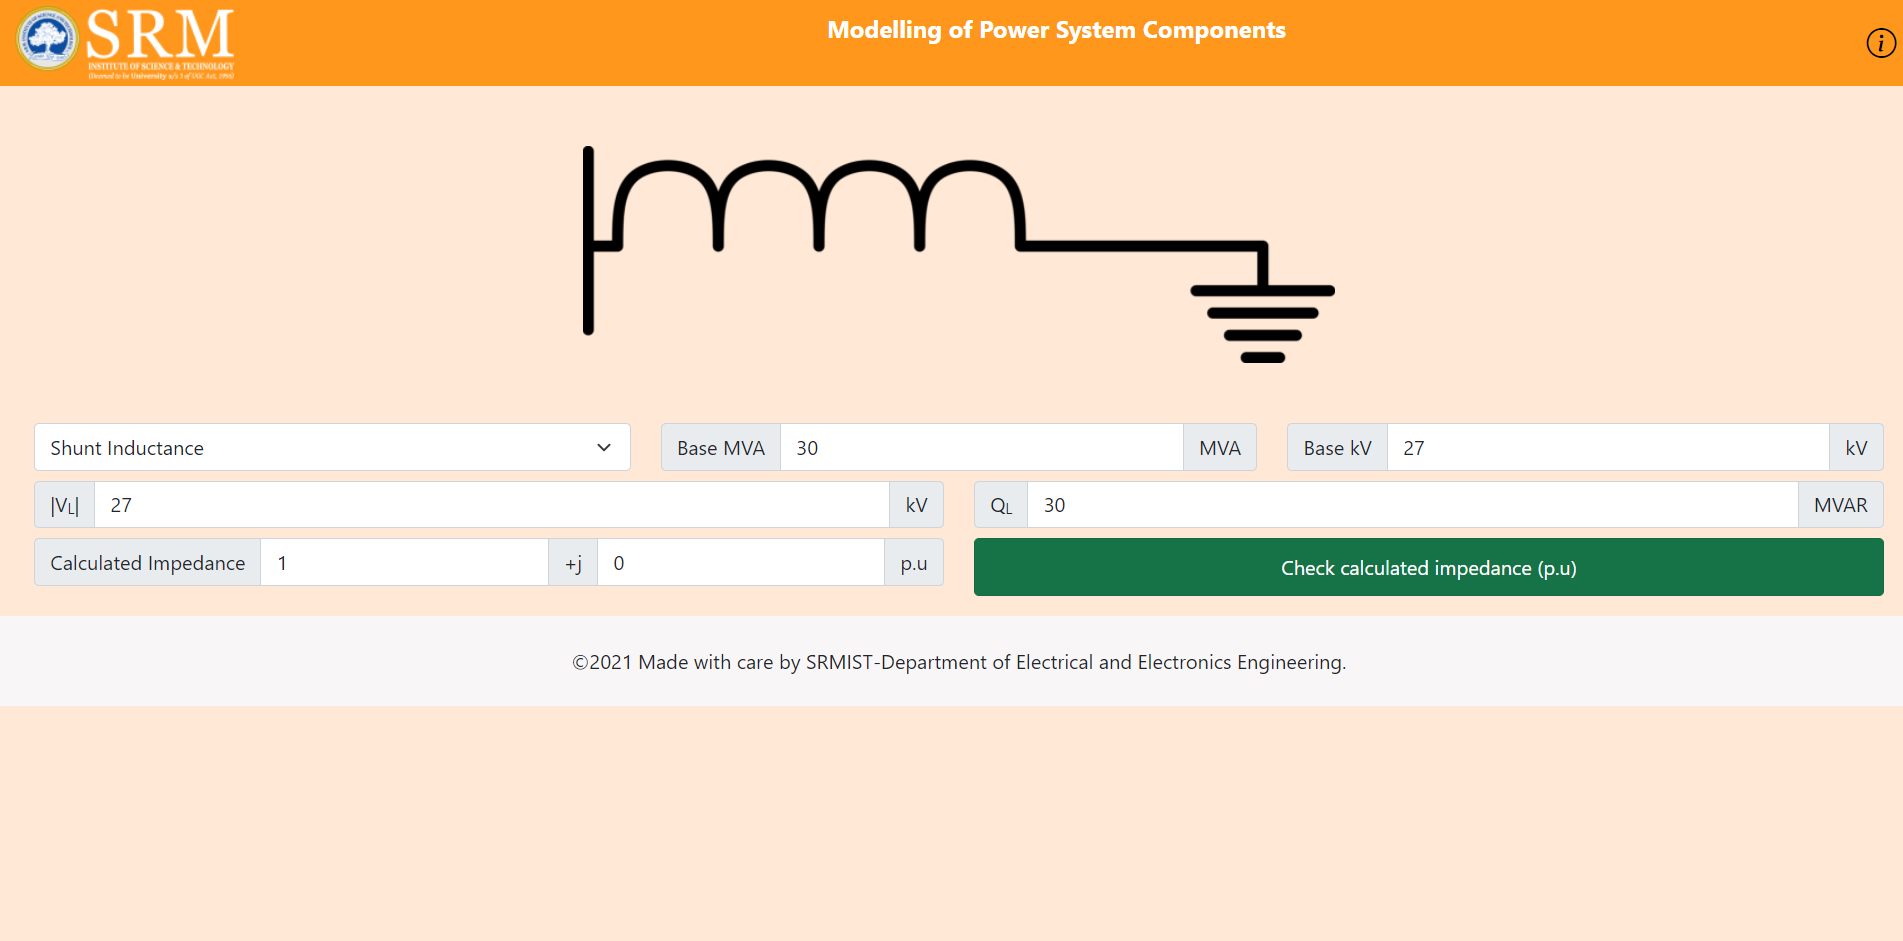 SRM
INSTITUTE OF SCIENCE & TECHNOLOGY
(Deemed to be University u/s 3 of UGC Act, 1956)
Modelling of Power System Components
i
Shunt Inductance
Base MVA 30 MVA
Base kV 27 kV
|VL| 27 kV
QL 30 MVAR
Calculated Impedance 1 +j 0 p.u
Check calculated impedance (p.u)
©2021 Made with care by SRMIST-Department of Electrical and Electronics Engineering.